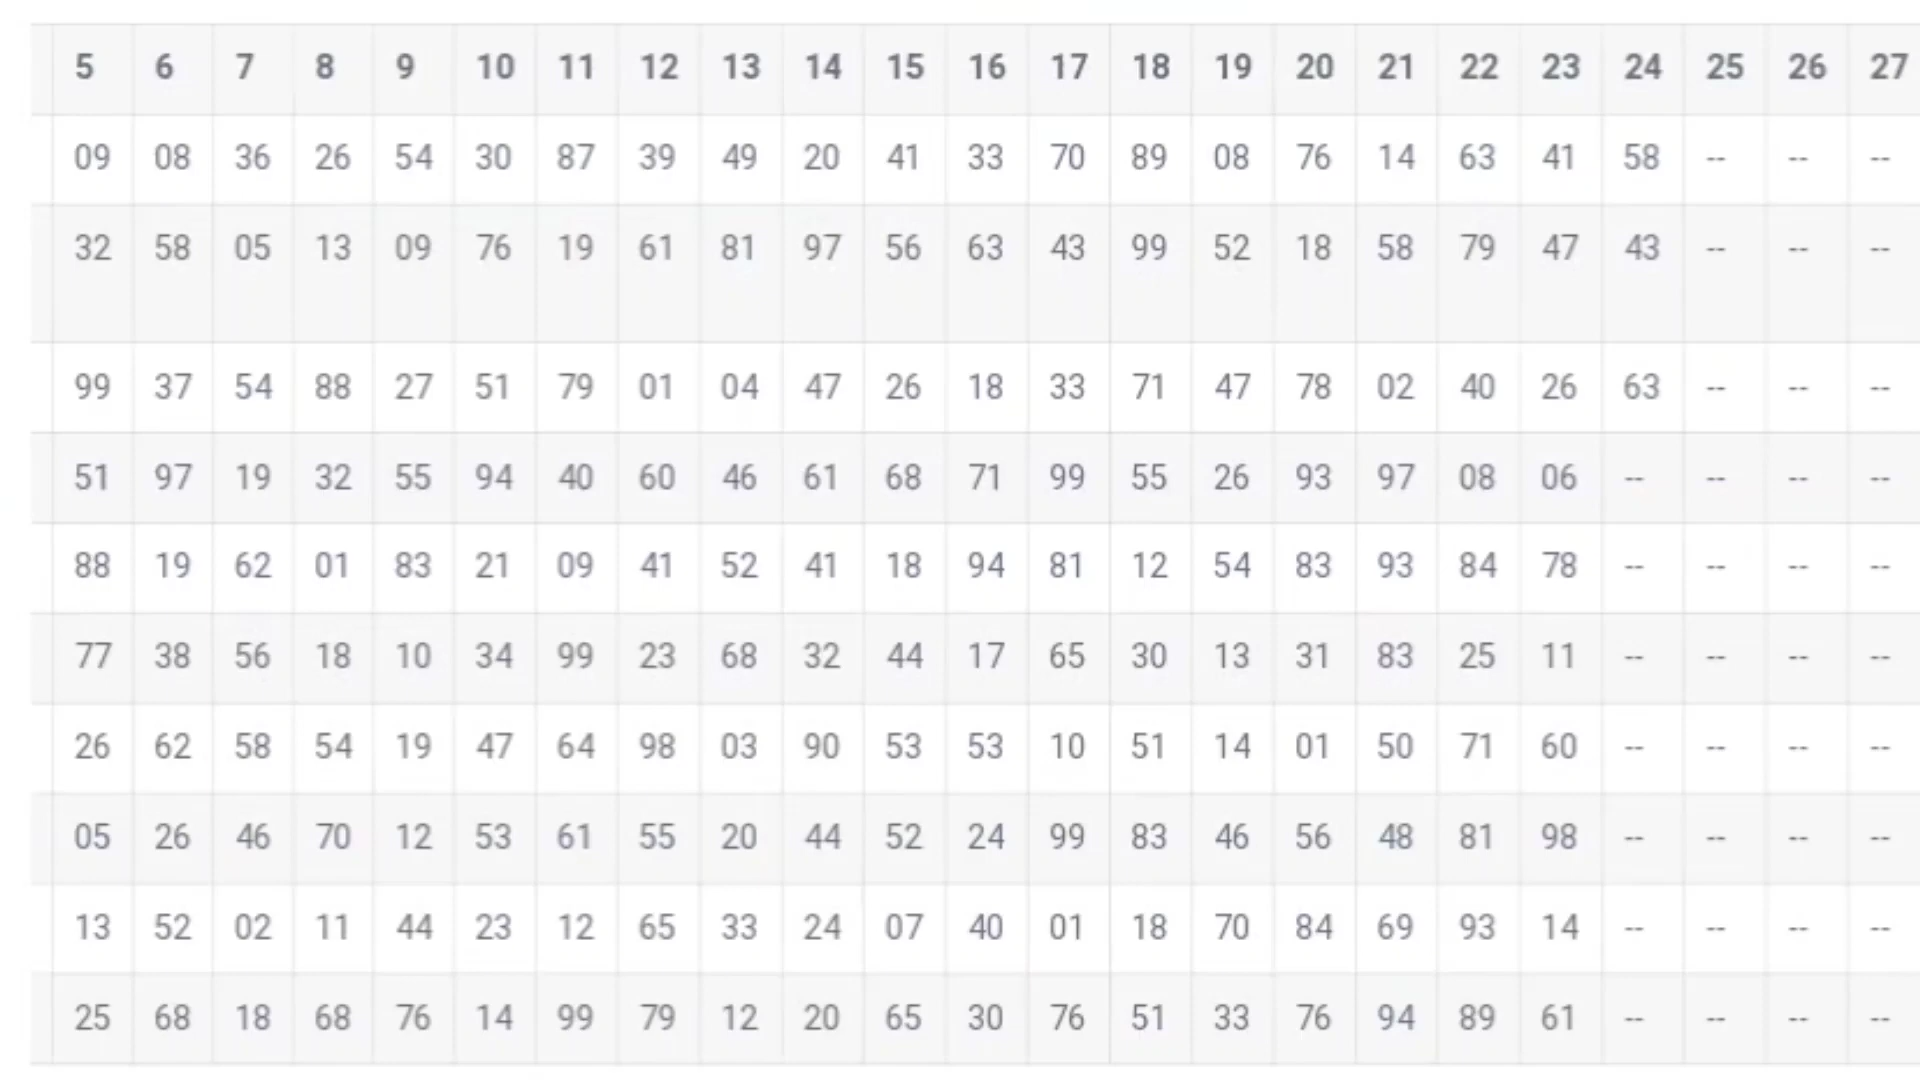 5 6 7 8 9 10 11 12 13 14 15 16 17 18 19 20 21 22 23 24 25 26 27
09 08 36 26 54 30 87 39 49 20 41 33 70 89 08 76 14 63 41 58 -- -- --
32 58 05 13 09 76 19 61 81 97 56 63 43 99 52 18 58 79 47 43 -- -- --
99 37 54 88 27 51 79 01 04 47 26 18 33 71 47 78 02 40 26 63 -- -- --
51 97 19 32 55 94 40 60 46 61 68 71 99 55 26 93 97 08 06 -- -- -- --
88 19 62 01 83 21 09 41 52 41 18 94 81 12 54 83 93 84 78 -- -- -- --
77 38 56 18 10 34 99 23 68 32 44 17 65 30 13 31 83 25 11 -- -- -- --
26 62 58 54 19 47 64 98 03 90 53 53 10 51 14 01 50 71 60 -- -- -- --
05 26 46 70 12 53 61 55 20 44 52 24 99 83 46 56 48 81 98 -- -- -- --
13 52 02 11 44 23 12 65 33 24 07 40 01 18 70 84 69 93 14 -- -- -- --
25 68 18 68 76 14 99 79 12 20 65 30 76 51 33 76 94 89 61 -- -- -- --